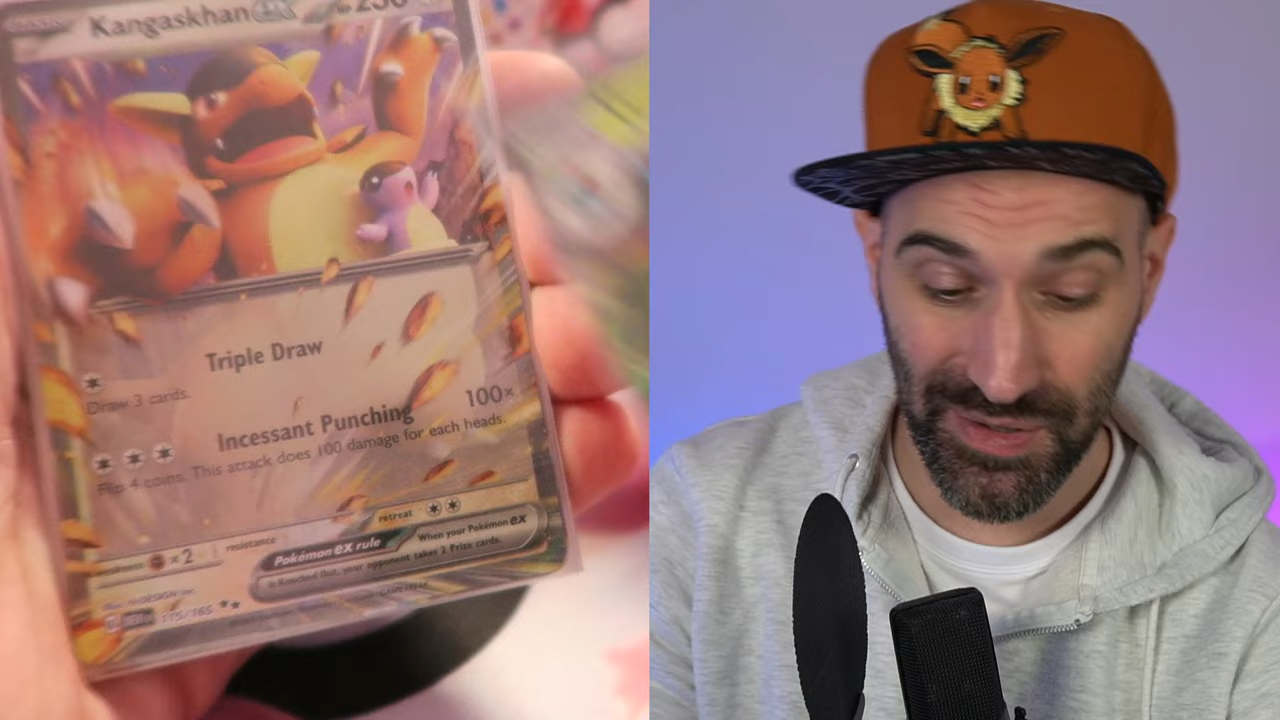 Kangaskhan ex
Triple Draw
Draw 3 cards.
Incessant Punching 100×
Flip 4 coins. This attack does 100 damage for each heads.
retreat
weakness ×2 resistance
Pokémon ex rule When your Pokémon ex
is Knocked Out, your opponent takes 2 Prize cards.
115/165